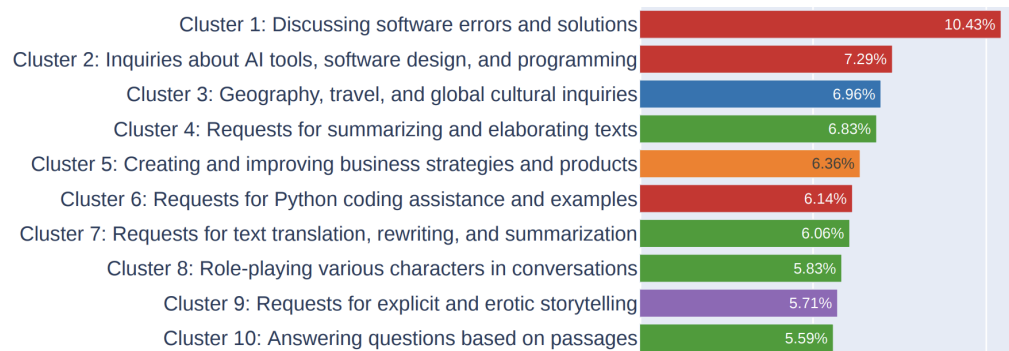 Cluster 1: Discussing software errors and solutions 10.43%
Cluster 2: Inquiries about AI tools, software design, and programming 7.29%
Cluster 3: Geography, travel, and global cultural inquiries 6.96%
Cluster 4: Requests for summarizing and elaborating texts 6.83%
Cluster 5: Creating and improving business strategies and products 6.36%
Cluster 6: Requests for Python coding assistance and examples 6.14%
Cluster 7: Requests for text translation, rewriting, and summarization 6.06%
Cluster 8: Role-playing various characters in conversations 5.83%
Cluster 9: Requests for explicit and erotic storytelling 5.71%
Cluster 10: Answering questions based on passages 5.59%